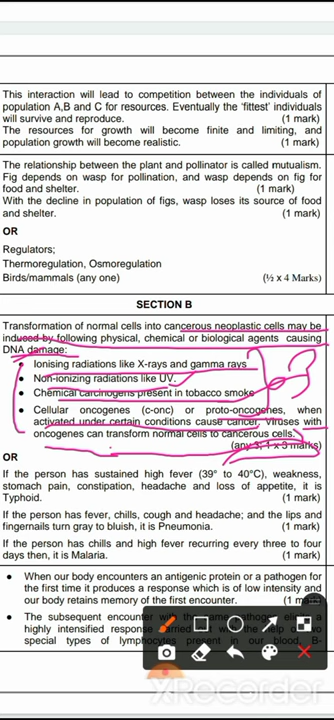 This interaction will lead to competition between the individuals of
population A,B and C for resources. Eventually the 'fittest' individuals
will survive and reproduce. (1 mark)
The resources for growth will become finite and limiting, and
population growth will become realistic. (1 mark)
The relationship between the plant and pollinator is called mutualism.
Fig depends on wasp for pollination, and wasp depends on fig for
food and shelter. (1 mark)
With the decline in population of figs, wasp loses its source of food
and shelter. (1 mark)
OR
Regulators;
Thermoregulation, Osmoregulation
Birds/mammals (any one) (½ x 4 Marks)
SECTION B
Transformation of normal cells into cancerous neoplastic cells may be
induced by following physical, chemical or biological agents causing
DNA damage:
• Ionising radiations like X-rays and gamma rays
• Non-ionizing radiations like UV.
• Chemical carcinogens present in tobacco smoke
• Cellular oncogenes (c-onc) or proto-oncogenes, when
activated under certain conditions cause cancer. Viruses with
oncogenes can transform normal cells to cancerous cells.
(any 3, 1 x 3 marks)
3
OR
If the person has sustained high fever (39° to 40°C), weakness,
stomach pain, constipation, headache and loss of appetite, it is
Typhoid. (1 mark)
If the person has fever, chills, cough and headache; and the lips and
fingernails turn gray to bluish, it is Pneumonia. (1 mark)
If the person has chills and high fever recurring every three to four
days then, it is Malaria. (1 mark)
• When our body encounters an antigenic protein or a pathogen for
the first time it produces a response which is of low intensity and
our body retains memory of the first encounter. (1
• The subsequent encounter
highly intensified response
special types of lymphocytes present in our blood, B-
XRecorder